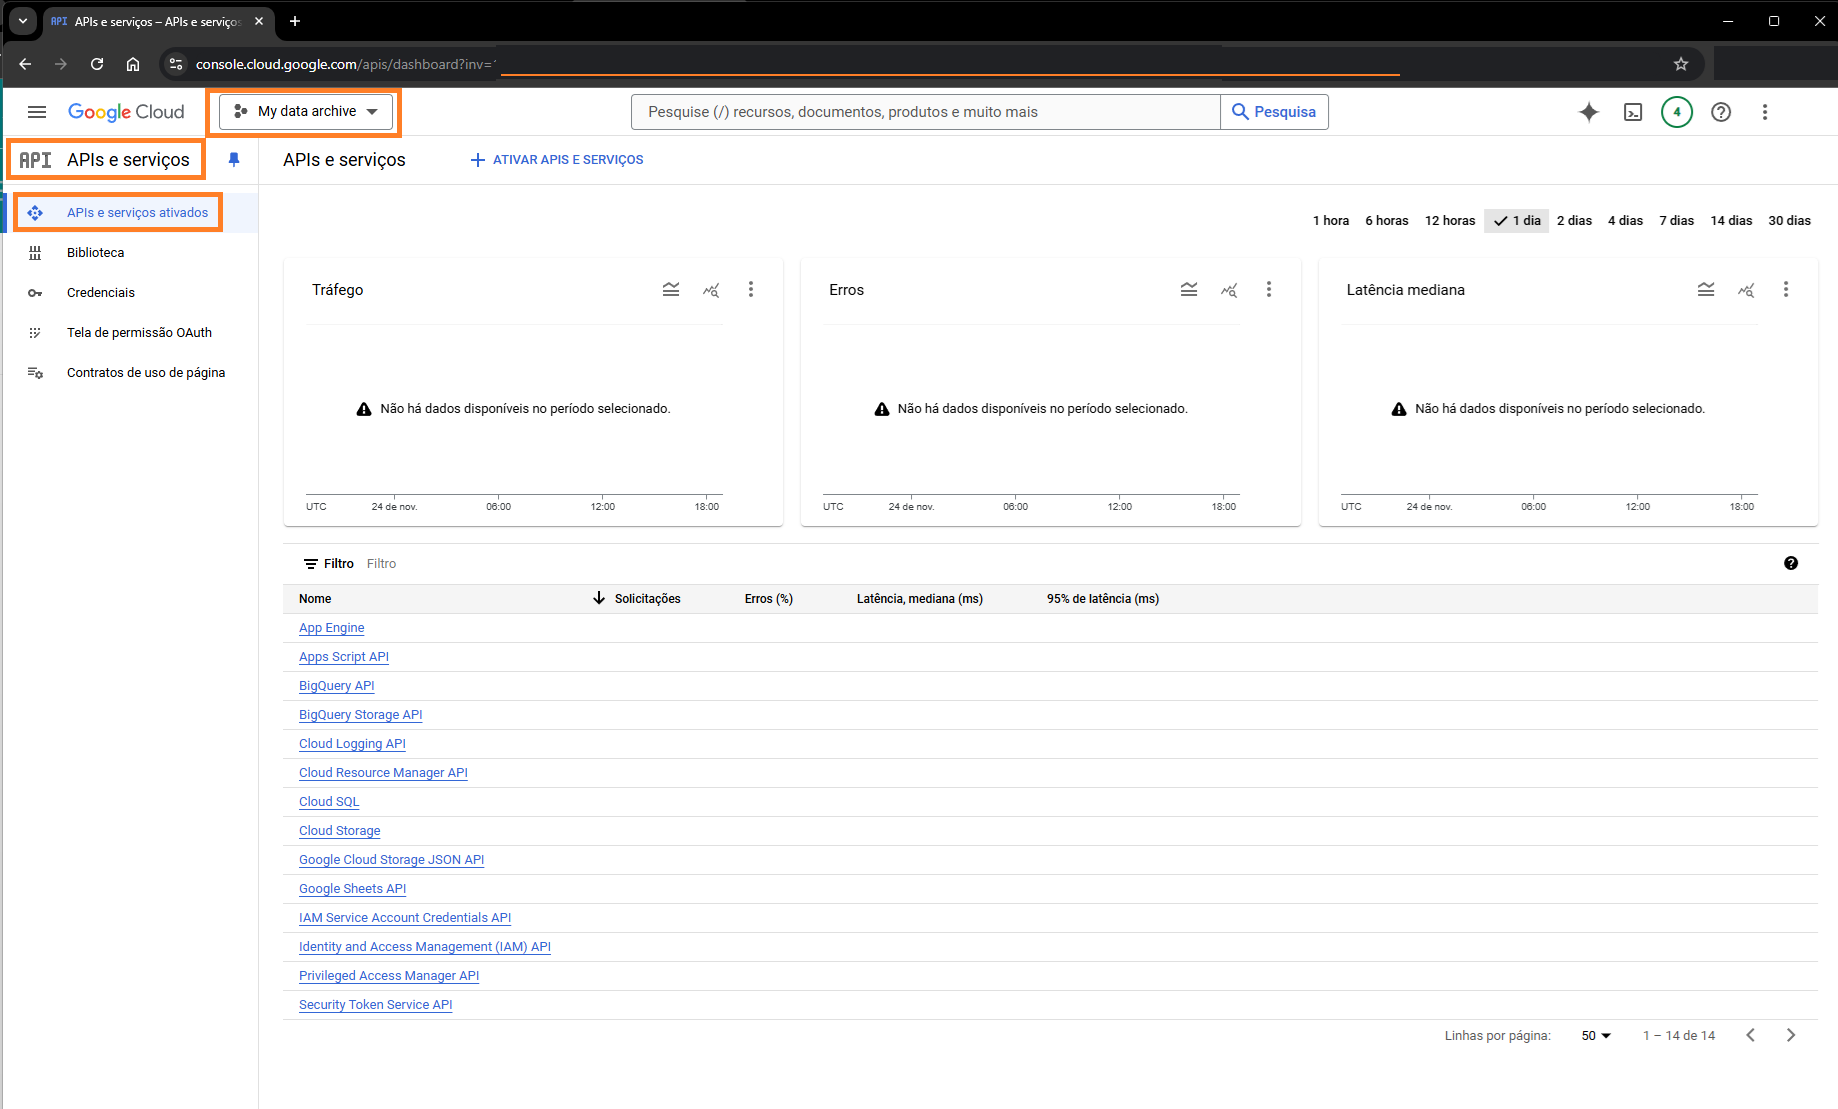 API APIs e serviços – APIs e serviços
console.cloud.google.com/apis/dashboard?inv=
Google Cloud
My data archive
Pesquise (/) recursos, documentos, produtos e muito mais
Pesquisa
4
API APIs e serviços
APIs e serviços
ATIVAR APIS E SERVIÇOS
APIs e serviços ativados
Biblioteca
Credenciais
Tela de permissão OAuth
Contratos de uso de página
1 hora 6 horas 12 horas 1 dia 2 dias 4 dias 7 dias 14 dias 30 dias
Tráfego
Não há dados disponíveis no período selecionado.
UTC 24 de nov. 06:00 12:00 18:00
Erros
Não há dados disponíveis no período selecionado.
UTC 24 de nov. 06:00 12:00 18:00
Latência mediana
Não há dados disponíveis no período selecionado.
UTC 24 de nov. 06:00 12:00 18:00
Filtro Filtro
Nome Solicitações Erros (%) Latência, mediana (ms) 95% de latência (ms)
App Engine
Apps Script API
BigQuery API
BigQuery Storage API
Cloud Logging API
Cloud Resource Manager API
Cloud SQL
Cloud Storage
Google Cloud Storage JSON API
Google Sheets API
IAM Service Account Credentials API
Identity and Access Management (IAM) API
Privileged Access Manager API
Security Token Service API
Linhas por página: 50 1 – 14 de 14